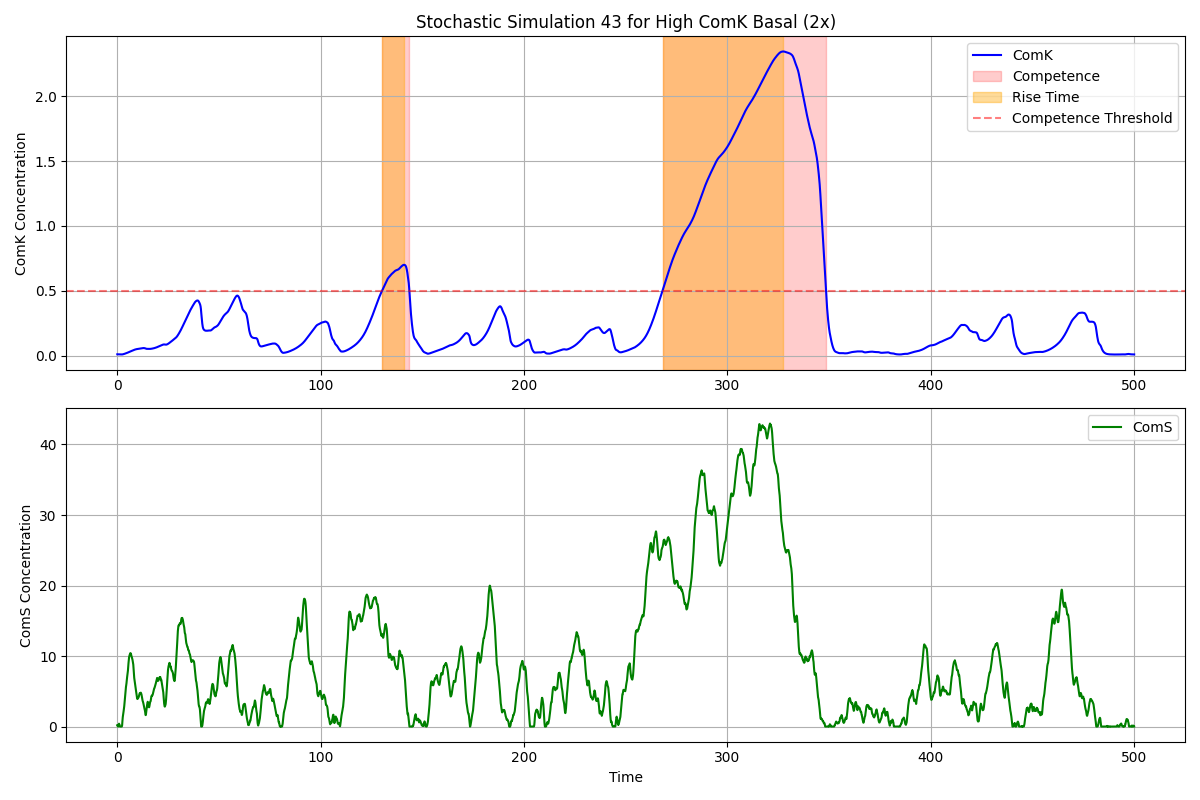 Stochastic Simulation 43 for High ComK Basal (2x)
ComK Concentration
2.0
1.5
1.0
0.5
0.0
ComK
Competence
Rise Time
Competence Threshold
0 100 200 300 400 500
ComS Concentration
40
30
20
10
0
ComS
0 100 200 300 400 500
Time